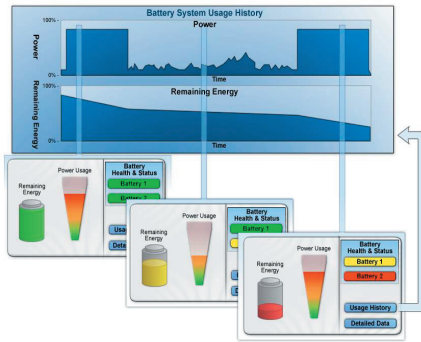 Battery System Usage History
Power
100%
Power
0%
Time
Remaining Energy
100%
Remaining Energy
0%
Time
Remaining
Energy
Power Usage
Battery
Health & Status
Battery 1
Battery 2
Remaining
Energy
Power Usage
Battery
Health & Status
Battery 1
Remaining
Energy
Power Usage
Battery
Health & Status
Battery 1
Battery 2
Usage History
Detailed Data